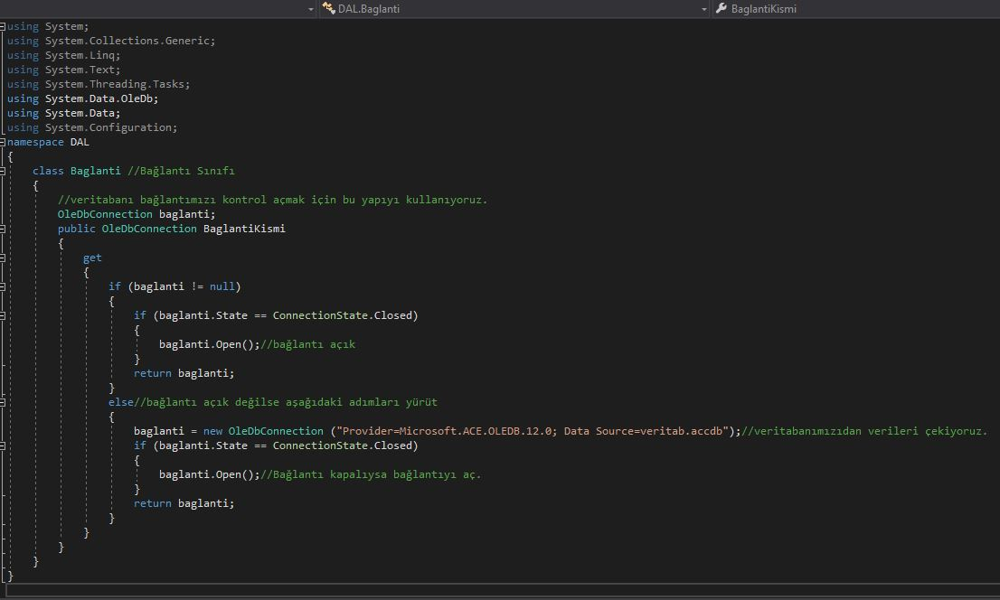 DAL.Baglanti BaglantiKismi
using System;
using System.Collections.Generic;
using System.Linq;
using System.Text;
using System.Threading.Tasks;
using System.Data.OleDb;
using System.Data;
using System.Configuration;
namespace DAL
{
class Baglanti //Bağlantı Sınıfı
{
//veritabanı bağlantımızı kontrol açmak için bu yapıyı kullanıyoruz.
OleDbConnection baglanti;
public OleDbConnection BaglantiKismi
{
get
{
if (baglanti != null)
{
if (baglanti.State == ConnectionState.Closed)
{
baglanti.Open();//bağlantı açık
}
return baglanti;
}
else//bağlantı açık değilse aşağıdaki adımları yürüt
{
baglanti = new OleDbConnection ("Provider=Microsoft.ACE.OLEDB.12.0; Data Source=veritab.accdb");//veritabanımızıdan verileri çekiyoruz.
if (baglanti.State == ConnectionState.Closed)
{
baglanti.Open();//Bağlantı kapalıysa bağlantıyı aç.
}
return baglanti;
}
}
}
}
}